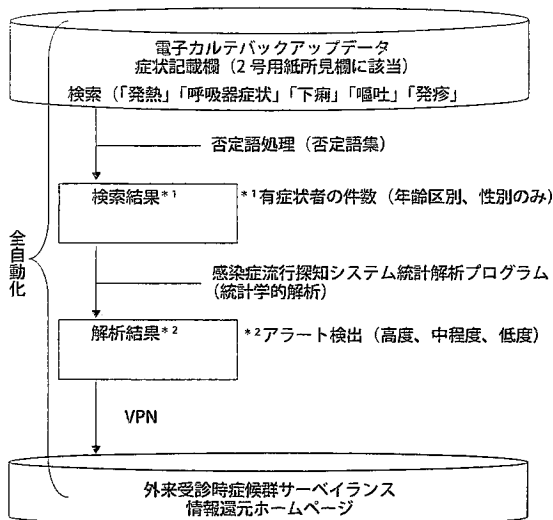 電子カルテバックアップデータ
症状記載欄（2号用紙所見欄に該当）
検索（「発熱」「呼吸器症状」「下痢」「嘔吐」「発疹」
否定語処理（否定語集）
検索結果*1
*1有症状者の件数（年齢区別、性別のみ）
全自動化
感染症流行探知システム統計解析プログラム
（統計学的解析）
解析結果*2
*2アラート検出（高度、中程度、低度）
VPN
外来受診時症候群サーベイランス
情報還元ホームページ